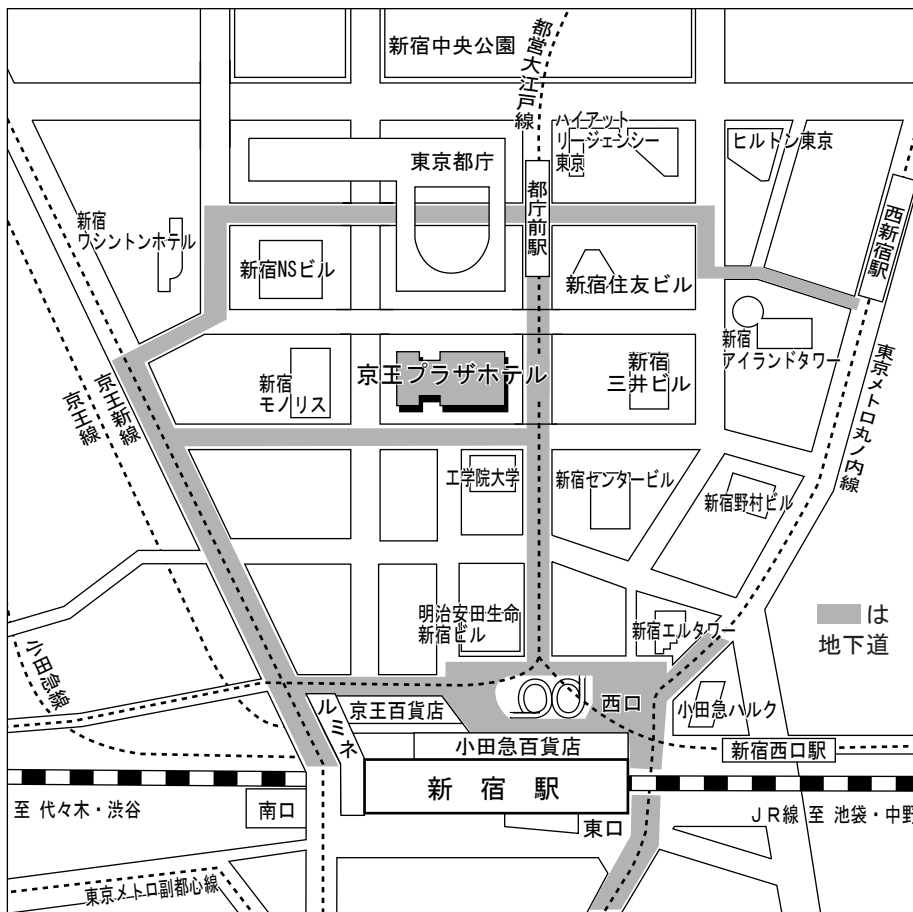 新宿中央公園
都営大江戸線
ハイアット
リージェンシー
東京
ヒルトン東京
東京都庁
都庁前駅
西新宿駅
新宿
ワシントンホテル
新宿NSビル
新宿住友ビル
新宿
アイランドタワー
京王プラザホテル
新宿
三井ビル
新宿
モノリス
東京メトロ丸ノ内線
京王新線
京王線
工学院大学
新宿センタービル
新宿野村ビル
明治安田生命
新宿ビル
新宿エルタワー
は
地下道
小田急線
西口
小田急ハルク
ルミネ
京王百貨店
小田急百貨店
新宿西口駅
新宿駅
至 代々木・渋谷
南口
東口
JR線 至 池袋・中野
東京メトロ副都心線